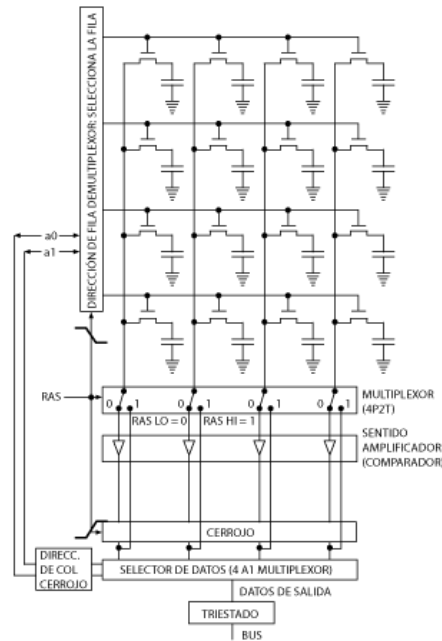 DIRECCIÓN DE FILA DEMULTIPLEXOR: SELECCIONA LA FILA
a0
a1
RAS
0 1 0 1 0 1 0 1
MULTIPLEXOR
(4P2T)
RAS LO = 0 RAS HI = 1
SENTIDO
AMPLIFICADOR
(COMPARADOR)
CERROJO
DIRECC.
DE COL
CERROJO
SELECTOR DE DATOS (4 A1 MULTIPLEXOR)
DATOS DE SALIDA
TRIESTADO
BUS